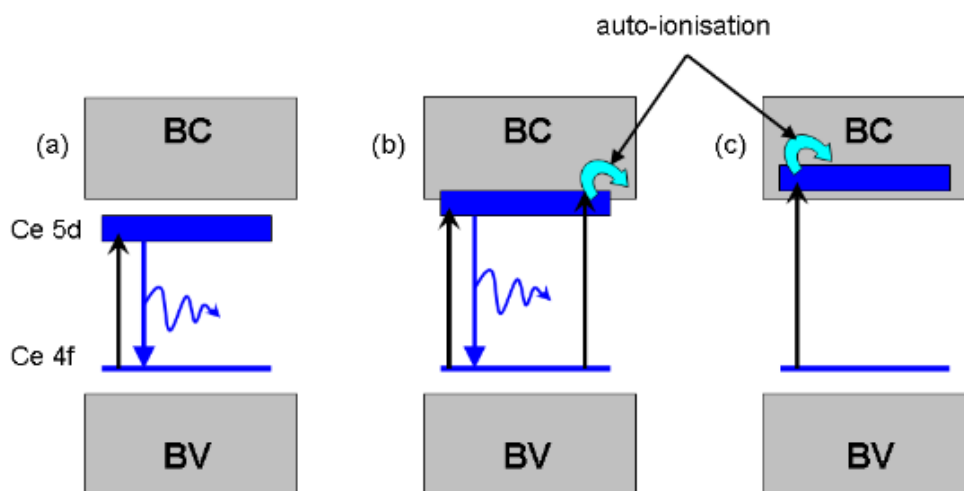 auto-ionisation
(a)
BC
(b)
BC
(c)
BC
Ce 5d
Ce 4f
BV
BV
BV